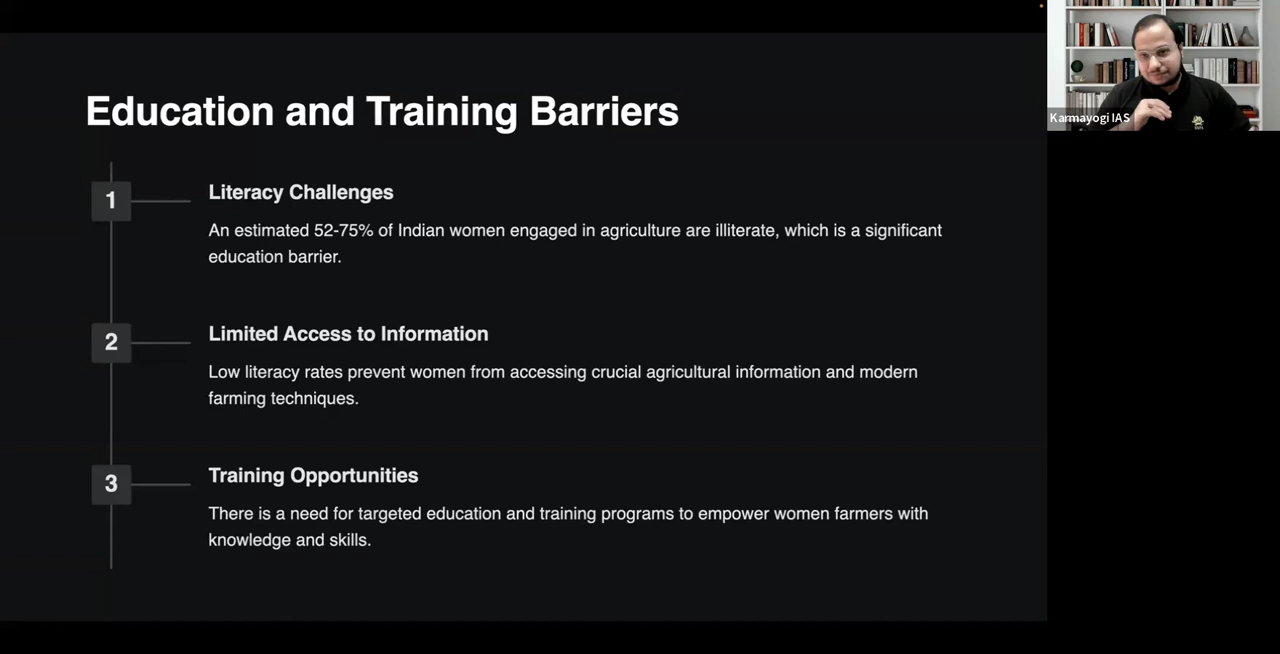 Education and Training Barriers
1
Literacy Challenges
An estimated 52-75% of Indian women engaged in agriculture are illiterate, which is a significant
education barrier.
2
Limited Access to Information
Low literacy rates prevent women from accessing crucial agricultural information and modern
farming techniques.
3
Training Opportunities
There is a need for targeted education and training programs to empower women farmers with
knowledge and skills.
Karmayogi IAS